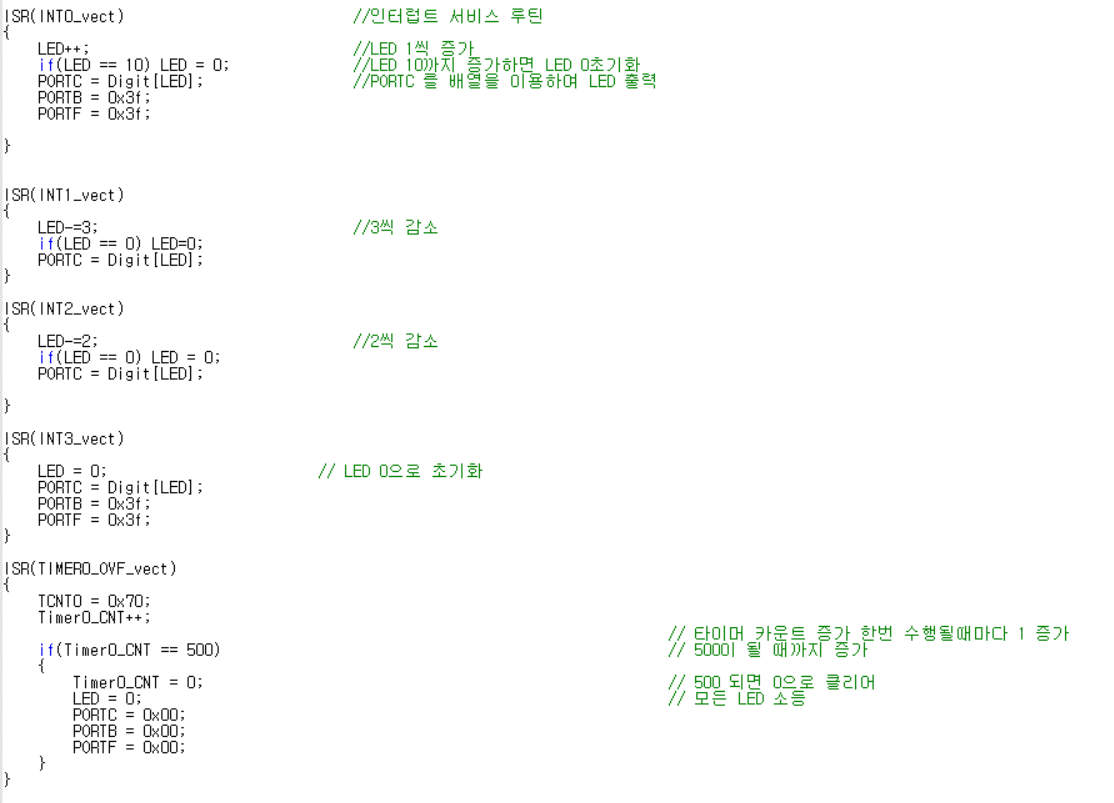 ISR(INT0_vect) //인터럽트 서비스 루틴
{
LED++; //LED 1씩 증가
if(LED == 10) LED = 0; //LED 10까지 증가하면 LED 0초기화
PORTC = Digit[LED]; //PORTC 를 배열을 이용하여 LED 출력
PORTB = 0x3f;
PORTF = 0x3f;
}
ISR(INT1_vect)
{
LED-=3; //3씩 감소
if(LED == 0) LED=0;
PORTC = Digit[LED];
}
ISR(INT2_vect)
{
LED-=2; //2씩 감소
if(LED == 0) LED = 0;
PORTC = Digit[LED];
}
ISR(INT3_vect)
{
LED = 0; // LED 0으로 초기화
PORTC = Digit[LED];
PORTB = 0x3f;
PORTF = 0x3f;
}
ISR(TIMER0_OVF_vect)
{
TCNT0 = 0x70;
Timer0_CNT++;
// 타이머 카운트 증가 한번 수행될때마다 1 증가
if(Timer0_CNT == 500) // 500이 될 때까지 증가
{
Timer0_CNT = 0; // 500 되면 0으로 클리어
LED = 0; // 모든 LED 소등
PORTC = 0x00;
PORTB = 0x00;
PORTF = 0x00;
}
}